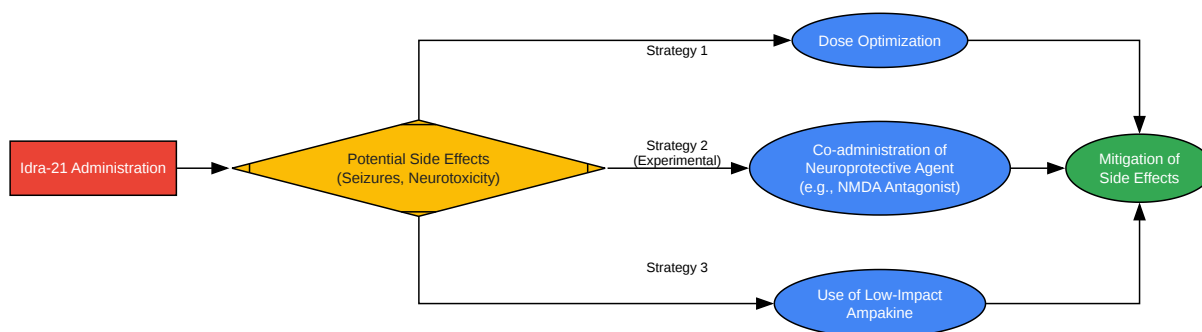 Strategy 1
Dose Optimization
Idra-21 Administration
Potential Side Effects
(Seizures, Neurotoxicity)
Strategy 2
(Experimental)
Co-administration of
Neuroprotective Agent
(e.g., NMDA Antagonist)
Mitigation of
Side Effects
Strategy 3
Use of Low-Impact
Ampakine